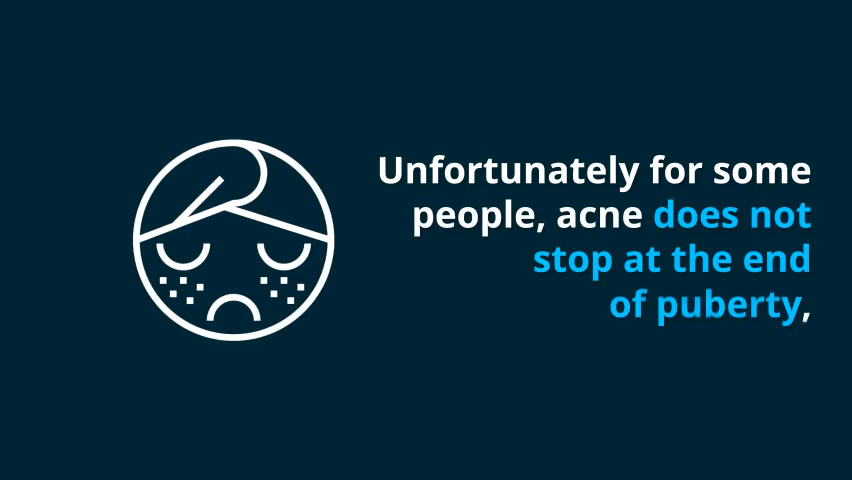 Unfortunately for some
people, acne does not
stop at the end
of puberty,